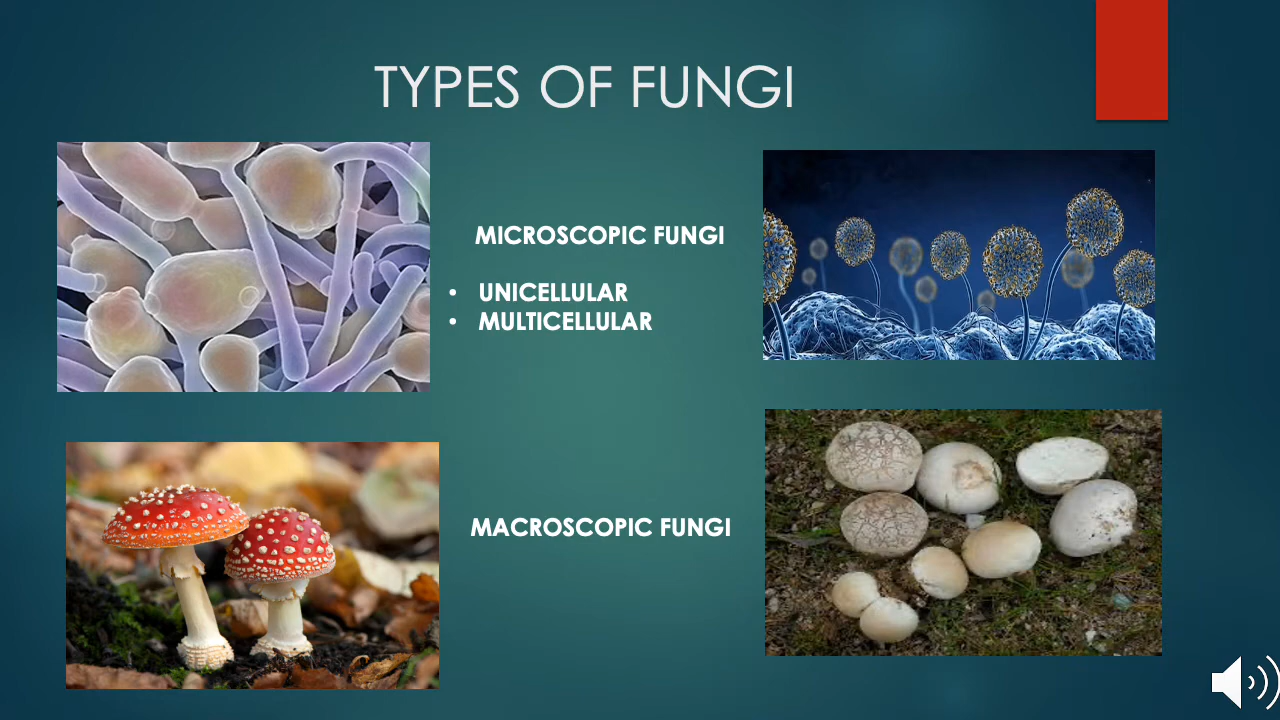 TYPES OF FUNGI
MICROSCOPIC FUNGI
• UNICELLULAR
• MULTICELLULAR
MACROSCOPIC FUNGI